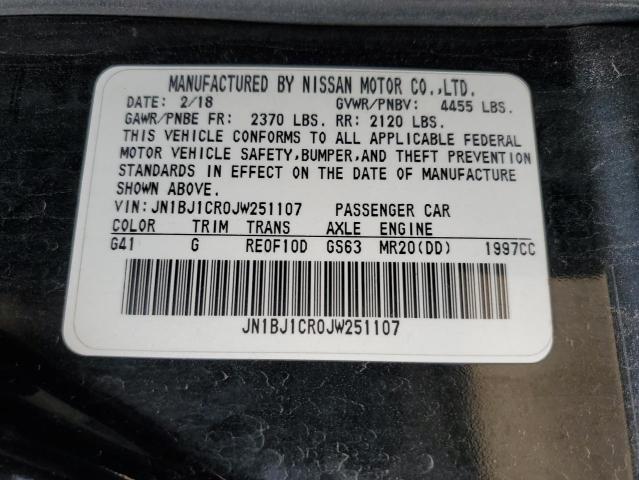 MANUFACTURED BY NISSAN MOTOR CO.,LTD.
DATE: 2/18 GVWR/PNBV: 4455 LBS.
GAWR/PNBE FR: 2370 LBS. RR: 2120 LBS.
THIS VEHICLE CONFORMS TO ALL APPLICABLE FEDERAL
MOTOR VEHICLE SAFETY,BUMPER,AND THEFT PREVENTION
STANDARDS IN EFFECT ON THE DATE OF MANUFACTURE
SHOWN ABOVE.
VIN:JN1BJ1CR0JW251107 PASSENGER CAR
COLOR TRIM TRANS AXLE ENGINE
G41 G RE0F10D GS63 MR20(DD) 1997CC
JN1BJ1CR0JW251107